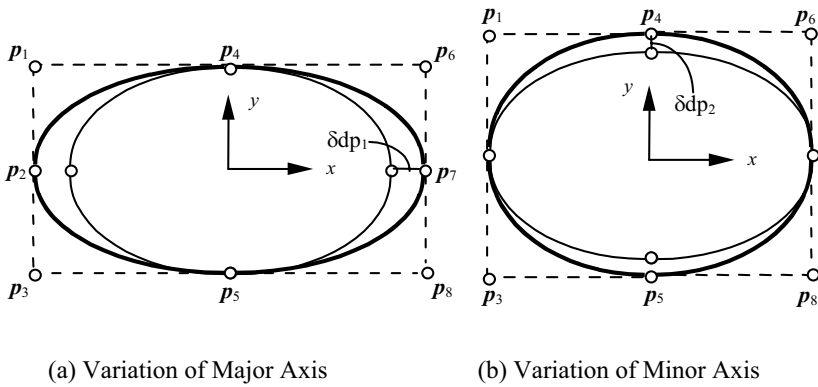 p1 p4 p6
y
δdp1
p2 x p7
p3 p5 p8
(a) Variation of Major Axis
p1 p4 p6
y δdp2
x
p3 p5 p8
(b) Variation of Minor Axis